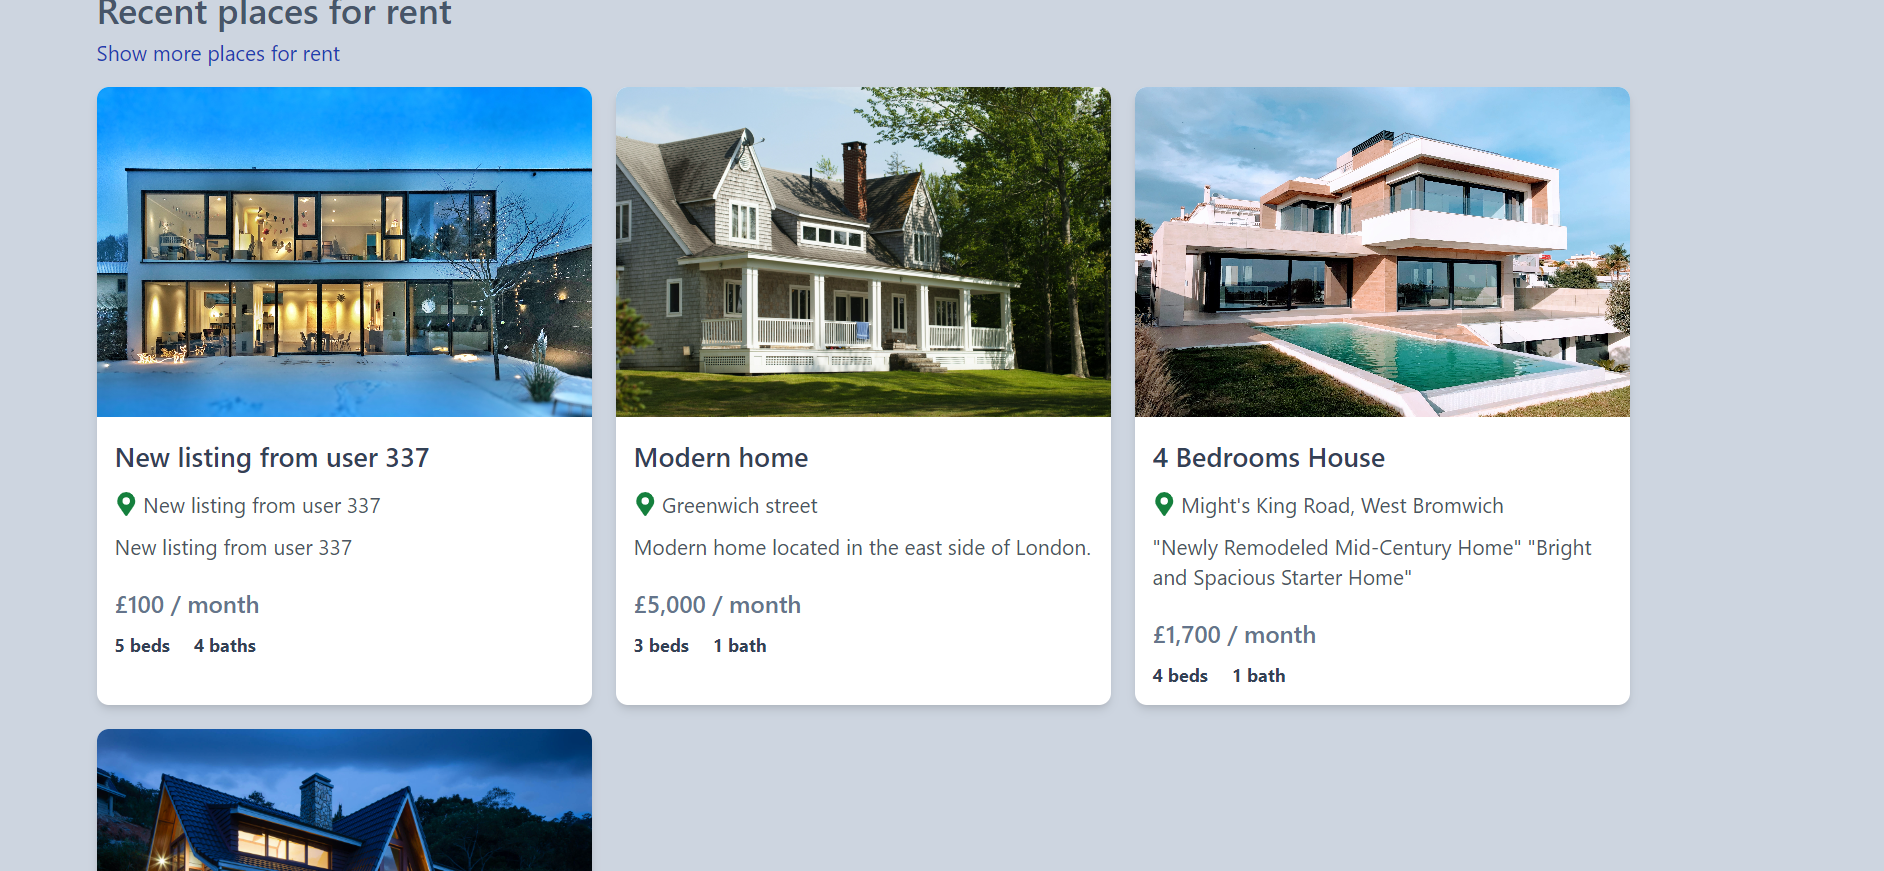 Recent places for rent
Show more places for rent
New listing from user 337
New listing from user 337
New listing from user 337
£100 / month
5 beds 4 baths
Modern home
Greenwich street
Modern home located in the east side of London.
£5,000 / month
3 beds 1 bath
4 Bedrooms House
Might's King Road, West Bromwich
"Newly Remodeled Mid-Century Home" "Bright
and Spacious Starter Home"
£1,700 / month
4 beds 1 bath